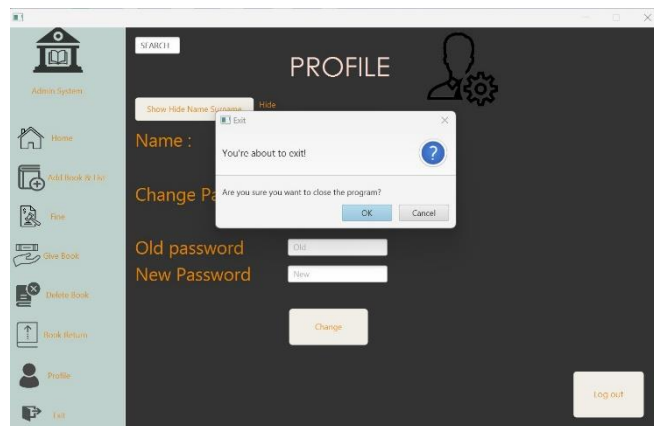 SEARCH
PROFILE
Admin System
Show Hide Name Surname
Hide
Exit
You're about to exit!
Are you sure you want to close the program?
OK
Cancel
Name :
Change Pa
Old password
Old
New Password
New
Change
Log out
Home
Add Book &
Fine
Give Book
Delete Book
Book Return
Profile
Exit